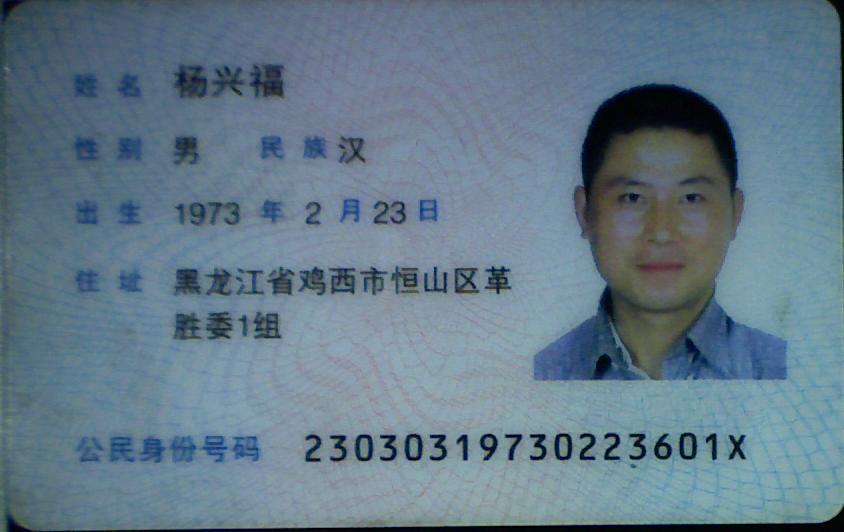 姓名 杨兴福
性别 男 民族 汉
出生 1973 年 2 月 23 日
住址 黑龙江省鸡西市恒山区革
胜委1组
公民身份号码 23030319730223601X